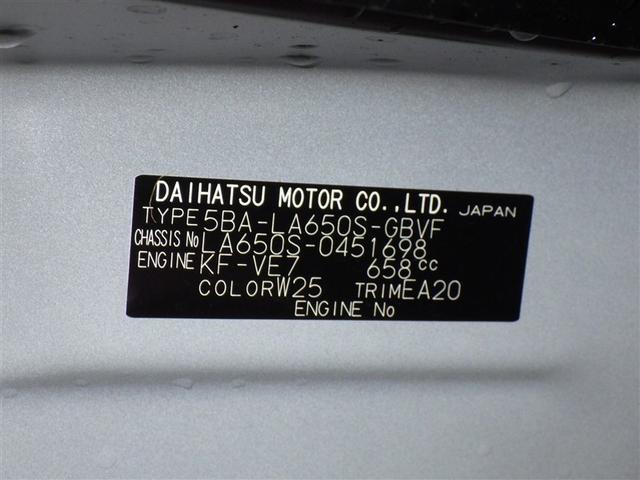 DAIHATSU MOTOR CO.,LTD. JAPAN
TYPE 5BA-LA650S-GBVF
CHASSIS No LA650S-0451698
ENGINE KF-VE7 658cc
COLOR W25 TRIM EA20
ENGINE No